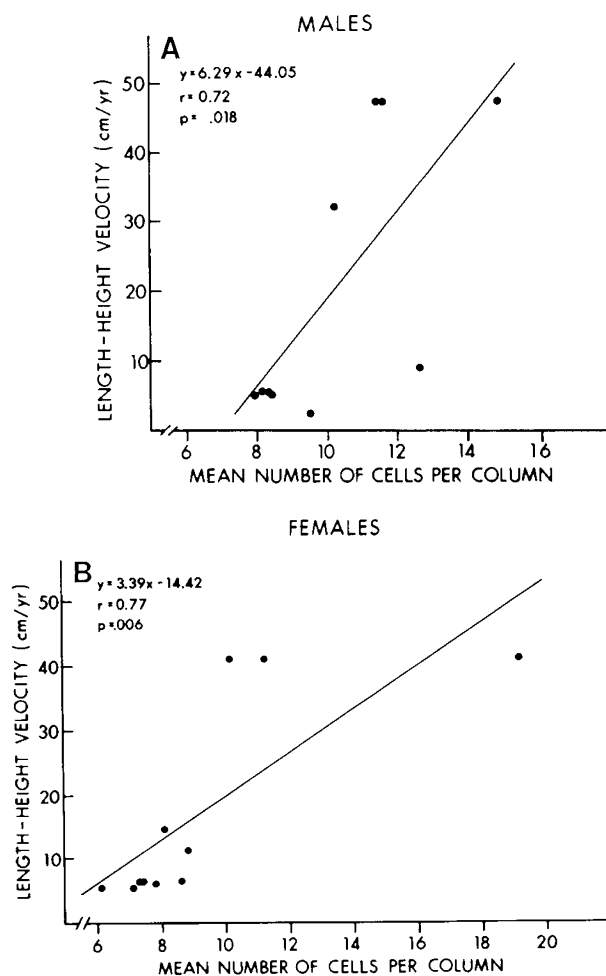 MALES
A
y=6.29x-44.05
r=0.72
p= .018
LENGTH-HEIGHT VELOCITY (cm/yr)
50
40
30
20
10
6 8 10 12 14 16
MEAN NUMBER OF CELLS PER COLUMN
FEMALES
B
y=3.39x-14.42
r=0.77
p=.006
LENGTH-HEIGHT VELOCITY (cm/yr)
50
40
30
20
10
6 8 10 12 14 16 18 20
MEAN NUMBER OF CELLS PER COLUMN